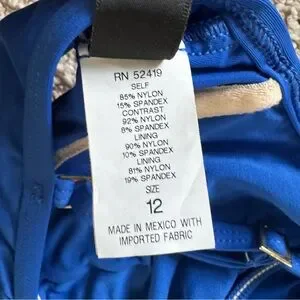 RN 52419
SELF
85% NYLON
15% SPANDEX
CONTRAST
92% NYLON
8% SPANDEX
LINING
90% NYLON
10% SPANDEX
LINING
81% NYLON
19% SPANDEX
SIZE
12
MADE IN MEXICO WITH
IMPORTED FABRIC